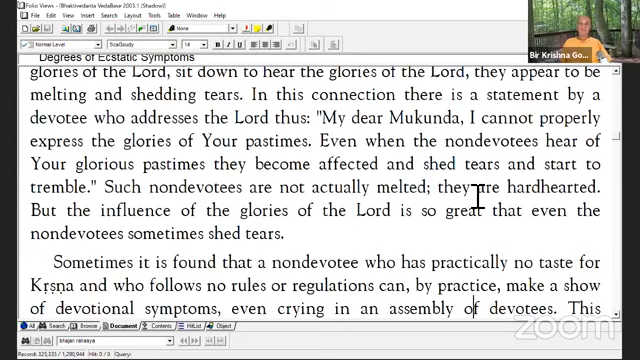 Folio Views - [Bhaktivedanta VedaBase 2003.1 (Shadow)]
File Edit View Search Layout Tools Window Help
<None>
Normal Level
ScaGoudy
14
Degrees of Ecstatic Symptoms
Bir Krishna Go...
glories of the Lord, sit down to hear the glories of the Lord, they appear to be
melting and shedding tears. In this connection there is a statement by a
devotee who addresses the Lord thus: "My dear Mukunda, I cannot properly
express the glories of Your pastimes. Even when the nondevotees hear of
Your glorious pastimes they become affected and shed tears and start to
tremble." Such nondevotees are not actually melted; they are hardhearted.
But the influence of the glories of the Lord is so great that even the
nondevotees sometimes shed tears.
Sometimes it is found that a nondevotee who has practically no taste for
Kṛṣṇa and who follows no rules or regulations can, by practice, make a show
of devotional symptoms, even crying in an assembly of devotees. This
All Search Browse Document Contents HitList Object
bhajan rahasya
Record: 325,335 / 1,298,944
zoom